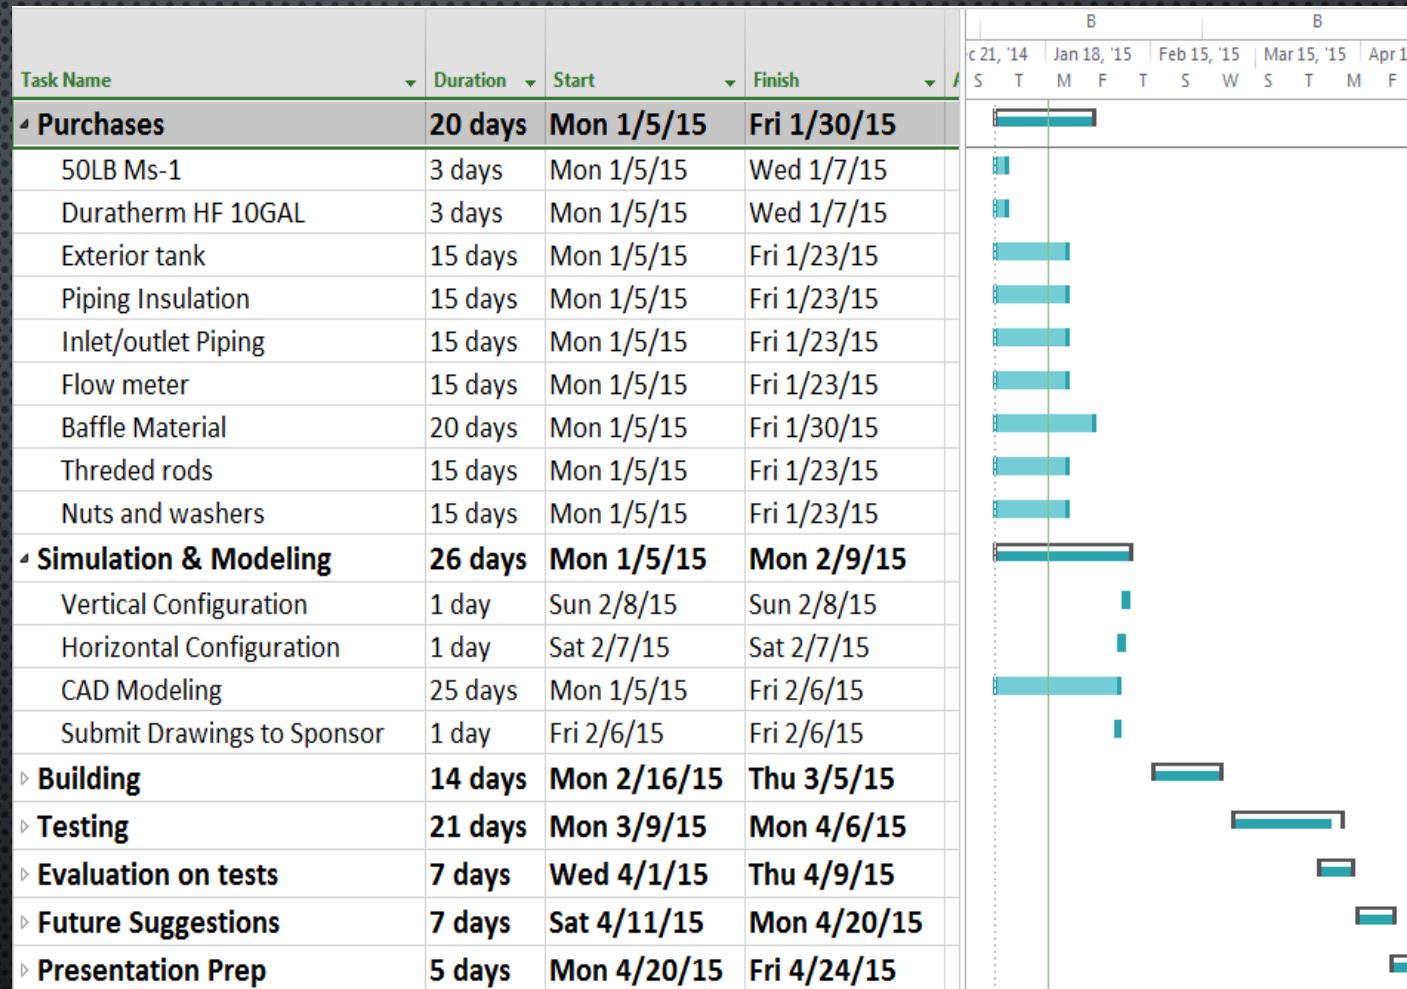 B B
c 21, '14 Jan 18, '15 Feb 15, '15 Mar 15, '15 Apr 1
Task Name Duration Start Finish S T M F T S W S T M F
Purchases 20 days Mon 1/5/15 Fri 1/30/15
50LB Ms-1 3 days Mon 1/5/15 Wed 1/7/15
Duratherm HF 10GAL 3 days Mon 1/5/15 Wed 1/7/15
Exterior tank 15 days Mon 1/5/15 Fri 1/23/15
Piping Insulation 15 days Mon 1/5/15 Fri 1/23/15
Inlet/outlet Piping 15 days Mon 1/5/15 Fri 1/23/15
Flow meter 15 days Mon 1/5/15 Fri 1/23/15
Baffle Material 20 days Mon 1/5/15 Fri 1/30/15
Threded rods 15 days Mon 1/5/15 Fri 1/23/15
Nuts and washers 15 days Mon 1/5/15 Fri 1/23/15
Simulation & Modeling 26 days Mon 1/5/15 Mon 2/9/15
Vertical Configuration 1 day Sun 2/8/15 Sun 2/8/15
Horizontal Configuration 1 day Sat 2/7/15 Sat 2/7/15
CAD Modeling 25 days Mon 1/5/15 Fri 2/6/15
Submit Drawings to Sponsor 1 day Fri 2/6/15 Fri 2/6/15
Building 14 days Mon 2/16/15 Thu 3/5/15
Testing 21 days Mon 3/9/15 Mon 4/6/15
Evaluation on tests 7 days Wed 4/1/15 Thu 4/9/15
Future Suggestions 7 days Sat 4/11/15 Mon 4/20/15
Presentation Prep 5 days Mon 4/20/15 Fri 4/24/15